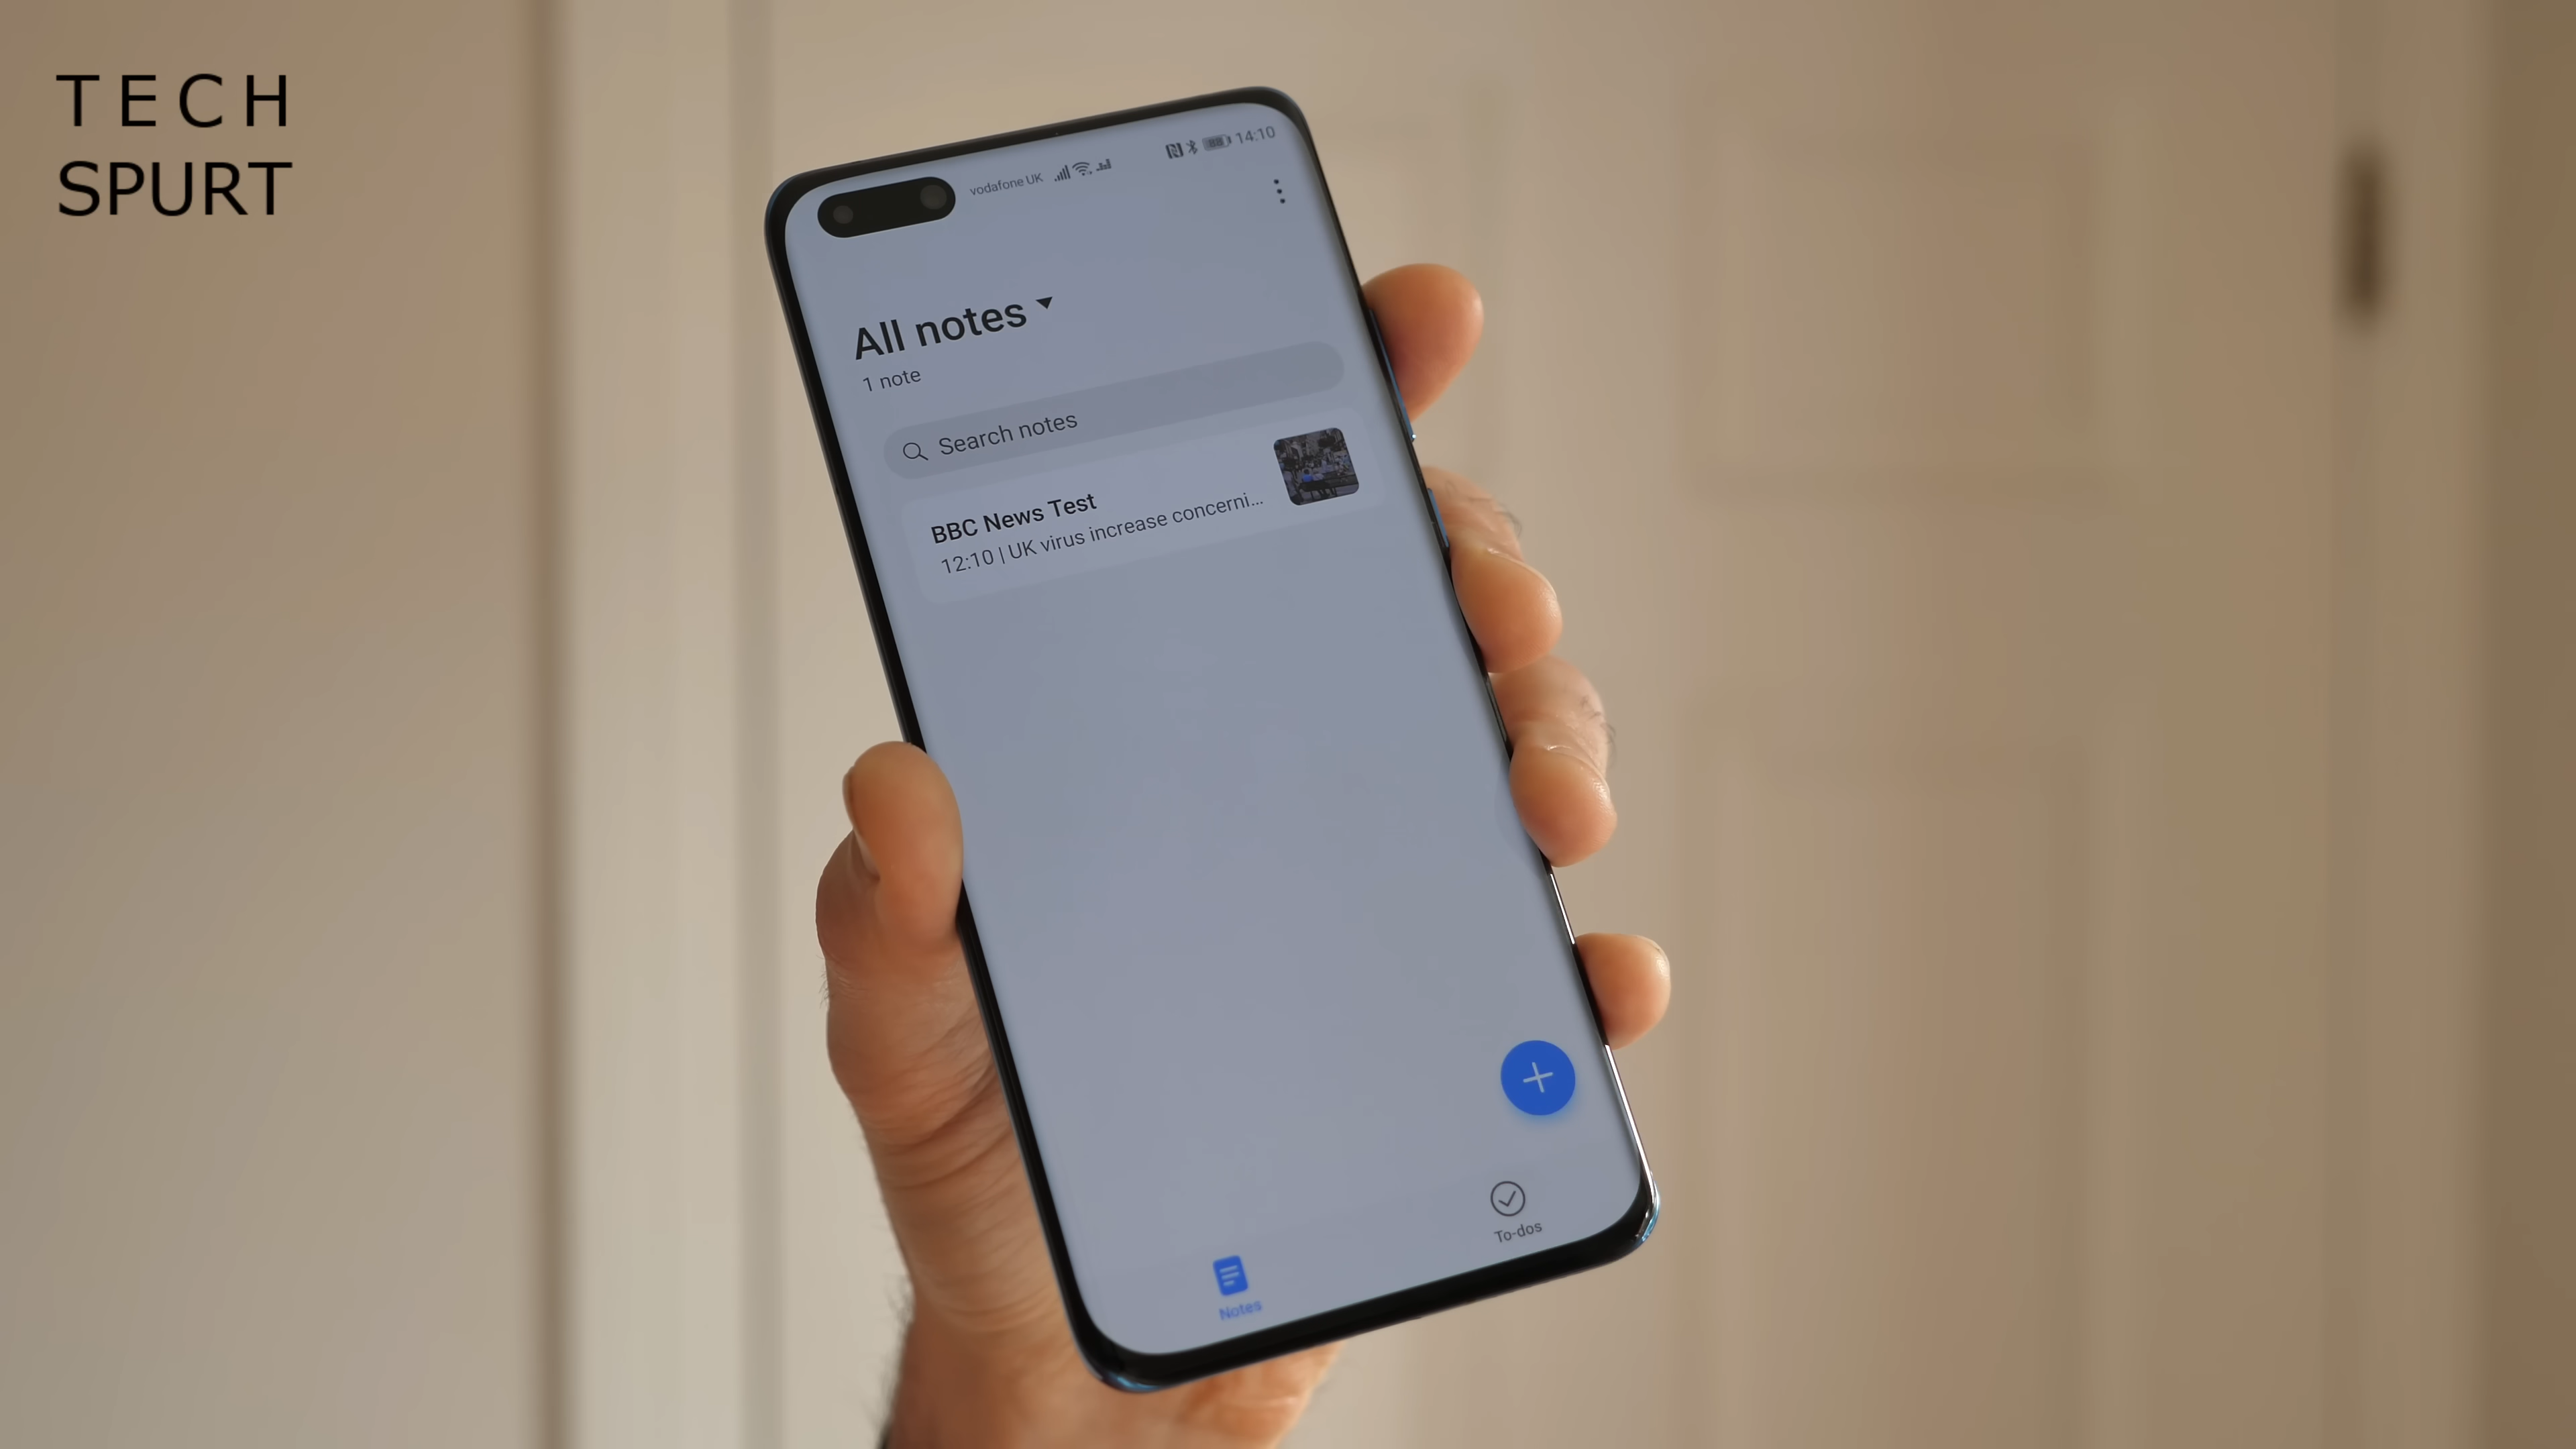 TECH
SPURT
vodafone UK
88
14:10
All notes
1 note
Search notes
BBC News Test
12:10 | UK virus increase concerni...
To-dos
Notes